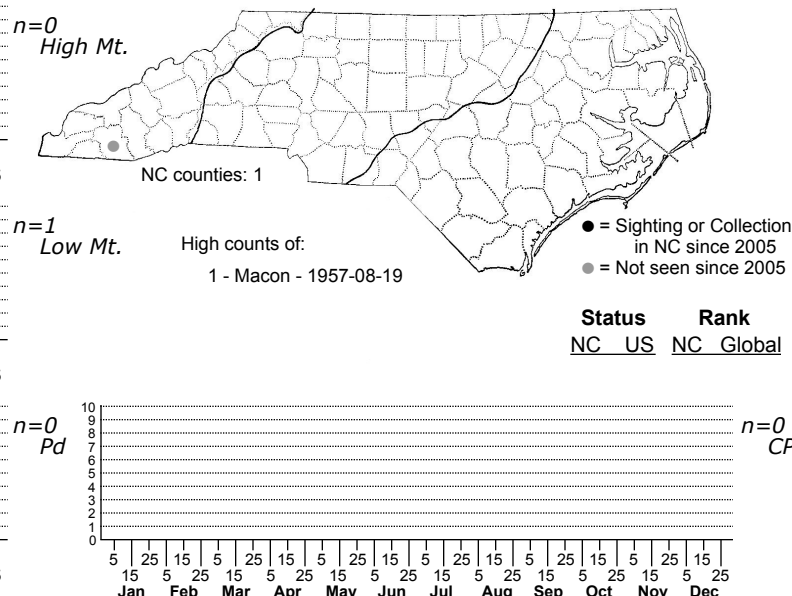 n=0
High Mt.
NC counties: 1
n=1
Low Mt.
High counts of:
1 - Macon - 1957-08-19
● = Sighting or Collection
in NC since 2005
● = Not seen since 2005
Status Rank
NC US NC Global
n=0
Pd
10
9
8
7
6
5
4
3
2
1
0
n=0
CP
5 25 15 5 25 15 5 25 15 5 25 15 5 25 15 5 25 15
15 5 25 15 5 25 15 5 25 15 5 25 15 5 25 15 5 25
Jan Feb Mar Apr May Jun Jul Aug Sep Oct Nov Dec